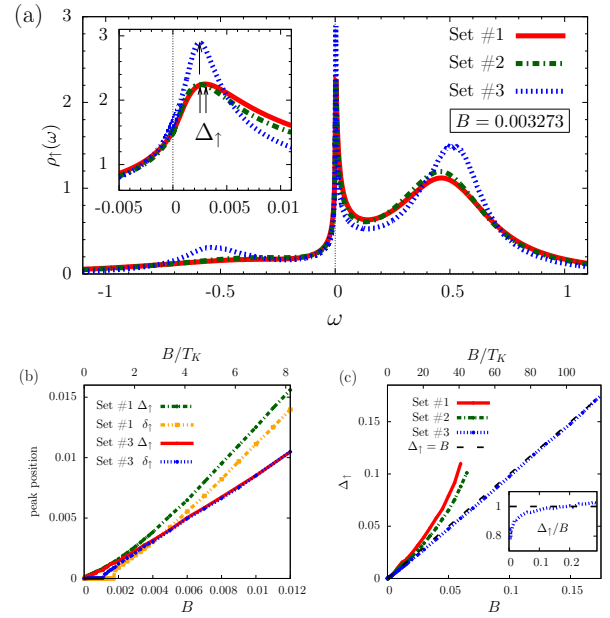 (a)
3
2
1
0
ρ↑(ω)
-1
-0.5
0
0.5
1
ω
3
2
1
-0.005
0
0.005
0.01
Δ↑
Set #1
Set #2
Set #3
B = 0.003273
(b)
B/T_K
0
2
4
6
8
0.015
0.01
0.005
0
peak position
Set #1 Δ↑
Set #1 δ↑
Set #3 Δ↑
Set #3 δ↑
0
0.002
0.004
0.006
0.008
0.01
0.012
B
(c)
B/T_K
0
20
40
60
80
100
0.15
0.1
0.05
0
Δ↑
Set #1
Set #2
Set #3
Δ↑ = B
1
0.8
0
0.2
Δ↑/B
0
0.05
0.1
0.15
B